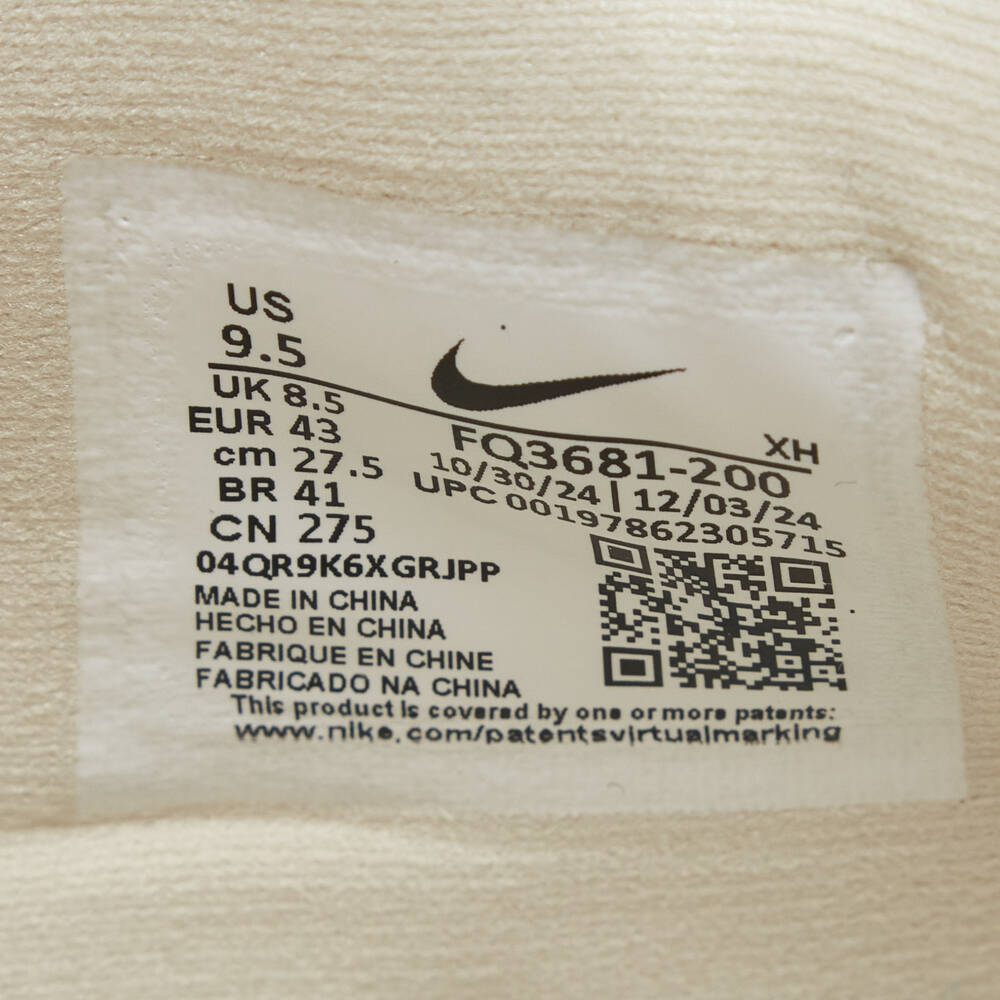 US
9.5
UK 8.5
EUR 43
cm 27.5
BR 41
CN 275
XH
FQ3681-200
10/30/24 | 12/03/24
UPC 00197862305715
04QR9K6XGRJPP
MADE IN CHINA
HECHO EN CHINA
FABRIQUE EN CHINE
FABRICADO NA CHINA
This product is covered by one or more patents:
www.nike.com/patentsvirtualmarking